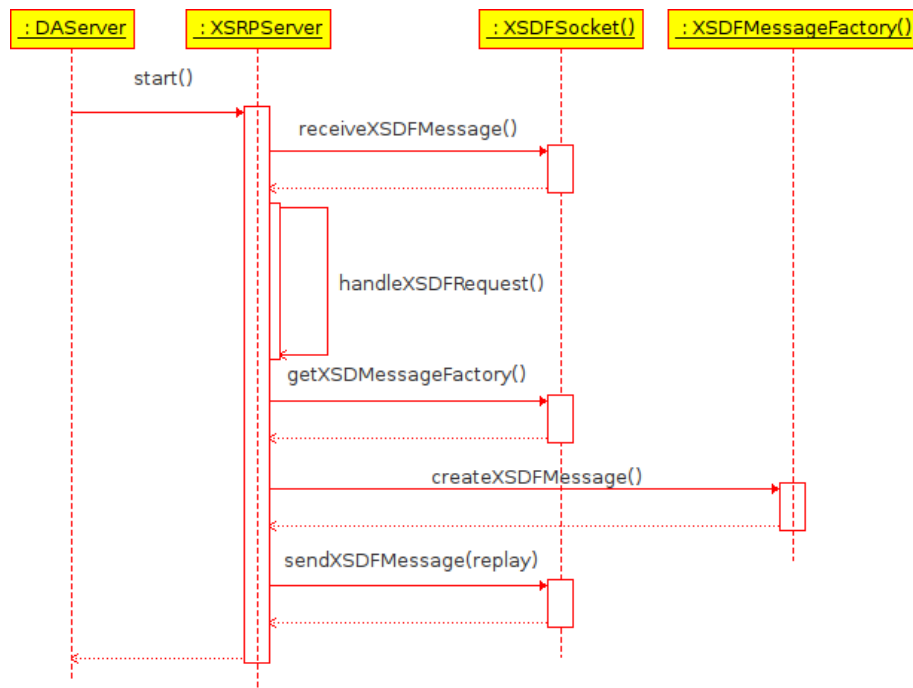 : DAServer
: XSRPServer
: XSDFSocket()
: XSDFMessageFactory()
start()
receiveXSDFMessage()
handleXSDFRequest()
getXSDMessageFactory()
createXSDFMessage()
sendXSDFMessage(replay)